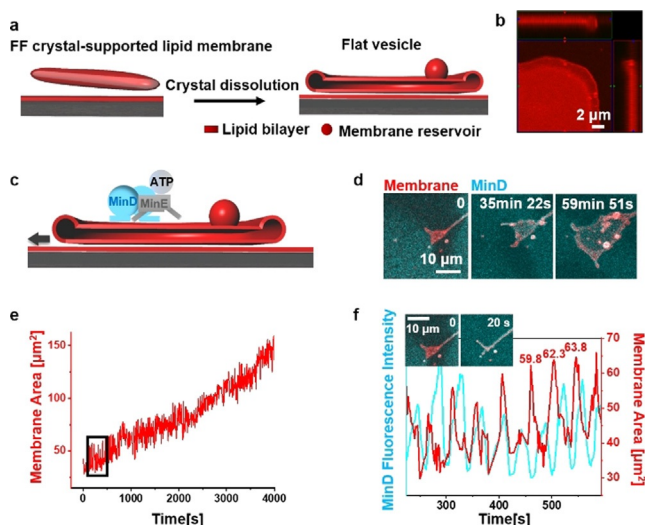 a
FF crystal-supported lipid membrane
Crystal dissolution
Flat vesicle
Lipid bilayer
Membrane reservoir
b
2 µm
c
ATP
MinD
MinE
d
Membrane
MinD
0
35min 22s
59min 51s
10 µm
e
Membrane Area [µm²]
150
100
50
0
1000
2000
3000
4000
Time[s]
f
MinD Fluorescence Intensity
10 µm
0
20 s
59.8
62.3
63.8
70
60
50
40
30
Membrane Area [µm²]
300
400
500
Time[s]